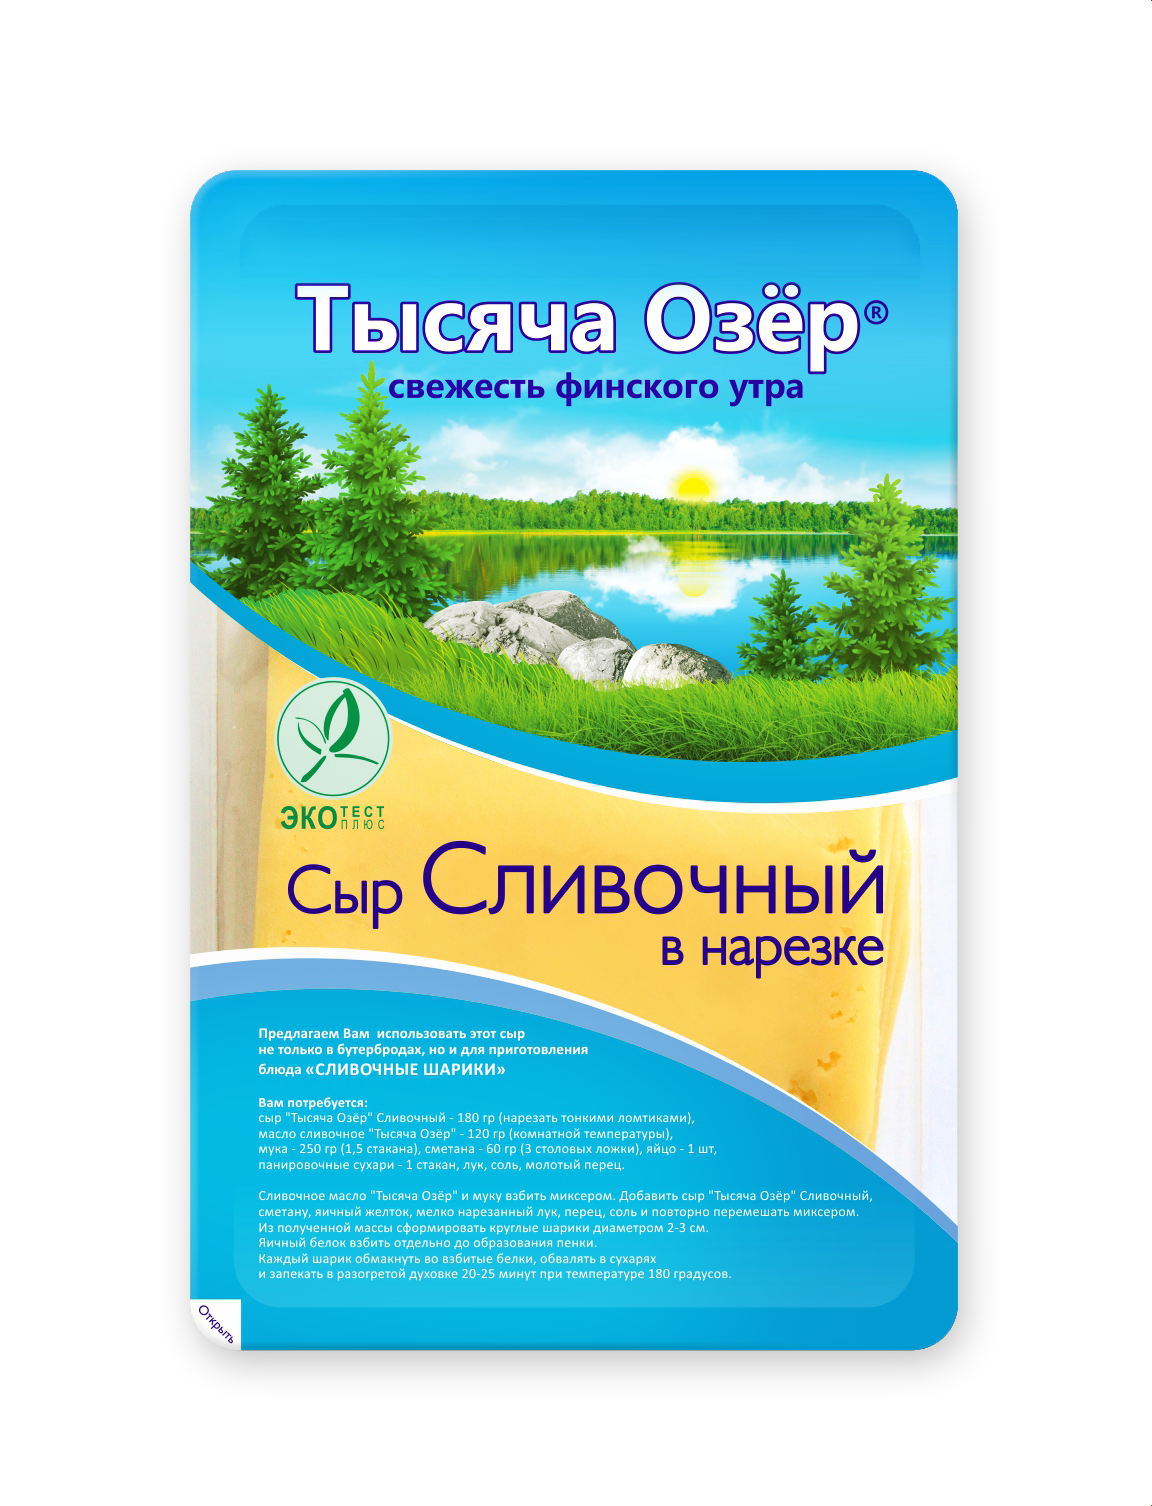 Тысяча Озёр®
свежесть финского утра
ЭКО ТЕСТ
ПЛЮС
Сыр Сливочный
в нарезке
Предлагаем Вам использовать этот сыр
не только в бутербродах, но и для приготовления
блюда «СЛИВОЧНЫЕ ШАРИКИ»
Вам потребуется:
сыр "Тысяча Озёр" Сливочный - 180 гр (нарезать тонкими ломтиками),
масло сливочное "Тысяча Озёр" - 120 гр (комнатной температуры),
мука - 250 гр (1,5 стакана), сметана - 60 гр (3 столовых ложки), яйцо - 1 шт,
панировочные сухари - 1 стакан, лук, соль, молотый перец.
Сливочное масло "Тысяча Озёр" и муку взбить миксером. Добавить сыр "Тысяча Озёр" Сливочный,
сметану, яичный желток, мелко нарезанный лук, перец, соль и повторно перемешать миксером.
Из полученной массы сформировать круглые шарики диаметром 2-3 см.
Яичный белок взбить отдельно до образования пенки.
Каждый шарик обмакнуть во взбитые белки, обвалять в сухарях
и запекать в разогретой духовке 20-25 минут при температуре 180 градусов.
Открыть